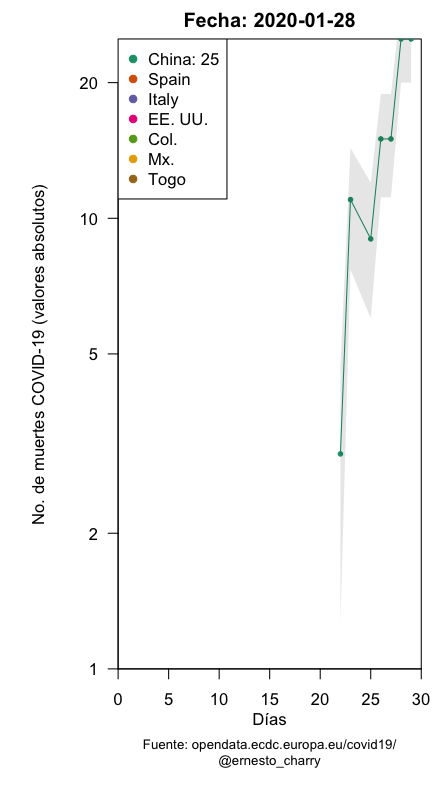 Fecha: 2020-01-28
China: 25
Spain
Italy
EE. UU.
Col.
Mx.
Togo
No. de muertes COVID-19 (valores absolutos)
20
10
5
2
1
0 5 10 15 20 25 30
Días
Fuente: opendata.ecdc.europa.eu/covid19/
@ernesto_charry